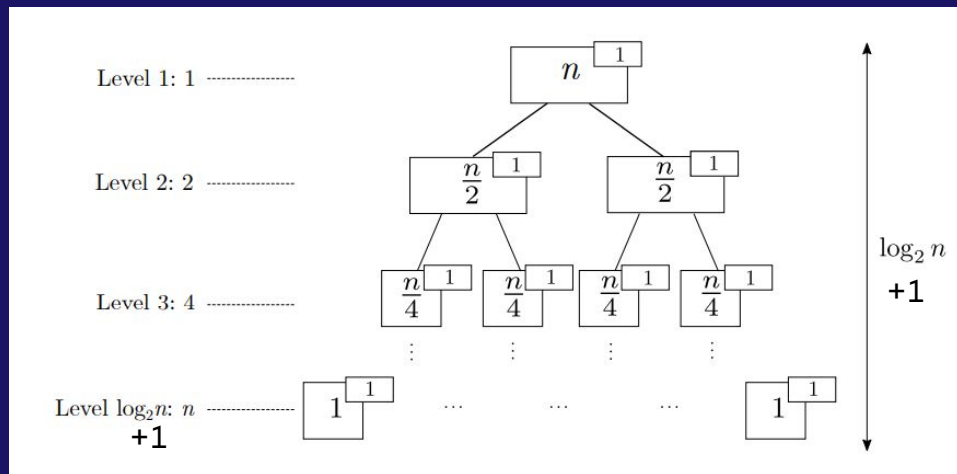 Level 1: 1
n
1
Level 2: 2
n/2
1
n/2
1
Level 3: 4
n/4
1
n/4
1
n/4
1
n/4
1
⋮ ⋮ ⋮ ⋮
Level log₂n: n
+1
1
1
... ... ...
1
1
log₂ n
+1